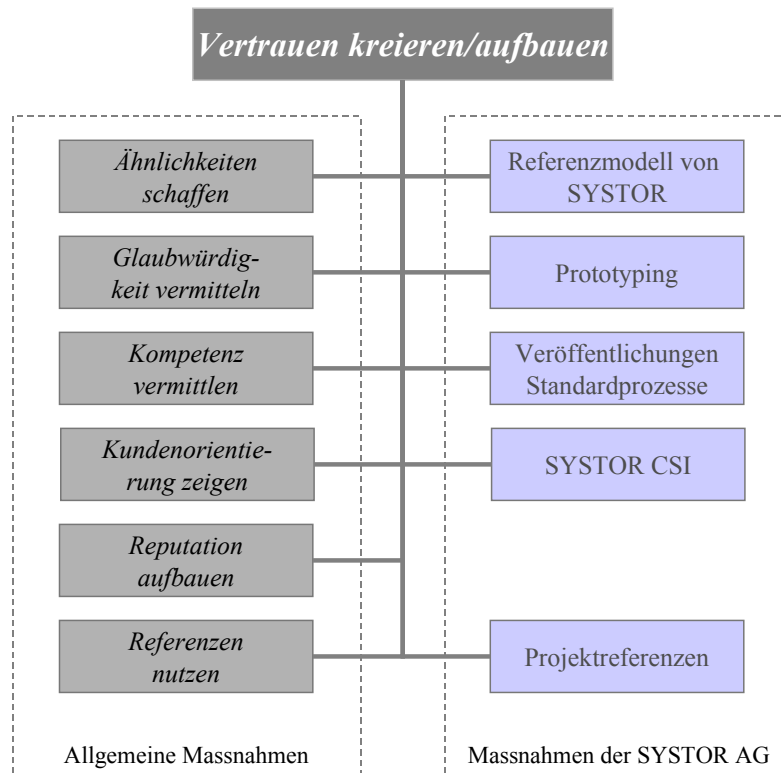 Vertrauen kreieren/aufbauen
Ähnlichkeiten
schaffen
Referenzmodell von
SYSTOR
Glaubwürdig-
keit vermitteln
Prototyping
Kompetenz
vermittlen
Veröffentlichungen
Standardprozesse
Kundenorientie-
rung zeigen
SYSTOR CSI
Reputation
aufbauen
Referenzen
nutzen
Projektreferenzen
Allgemeine Massnahmen
Massnahmen der SYSTOR AG